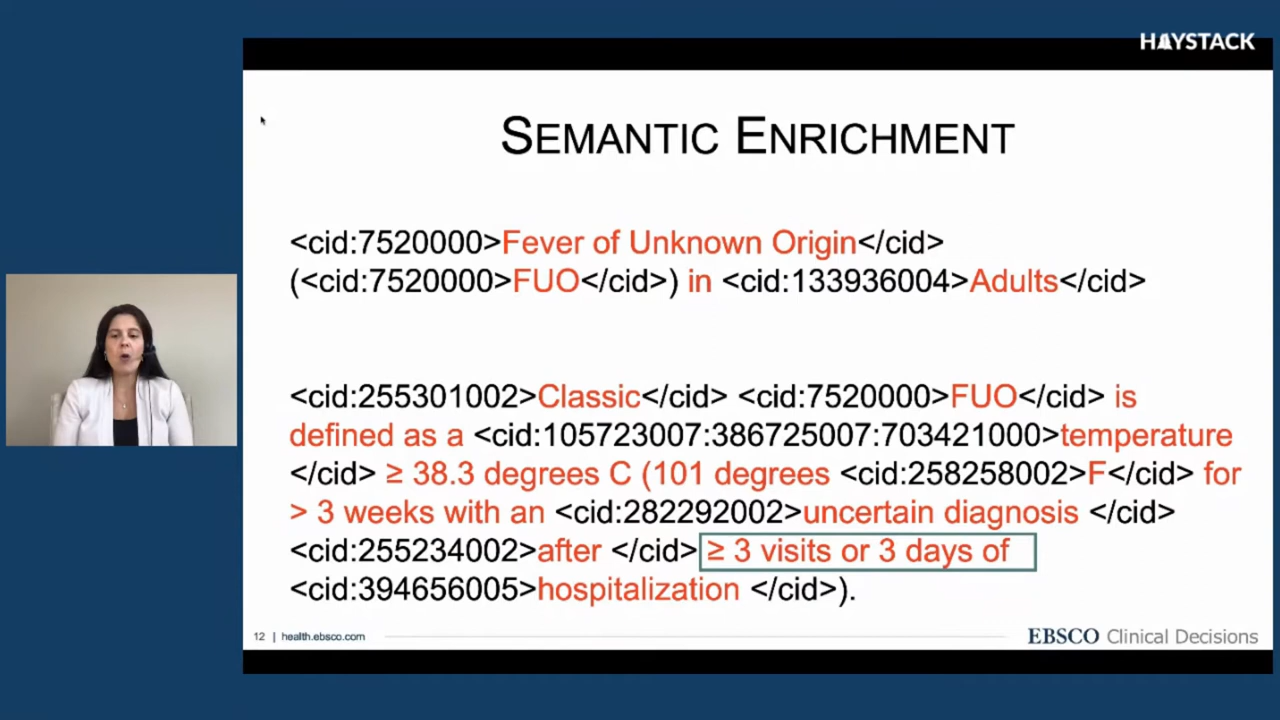 HAYSTACK
SEMANTIC ENRICHMENT
<cid:7520000>Fever of Unknown Origin</cid>
(<cid:7520000>FUO</cid>) in <cid:133936004>Adults</cid>
<cid:255301002>Classic</cid> <cid:7520000>FUO</cid> is
defined as a <cid:105723007:386725007:703421000>temperature
</cid> ≥ 38.3 degrees C (101 degrees <cid:258258002>F</cid> for
> 3 weeks with an <cid:282292002>uncertain diagnosis </cid>
<cid:255234002>after </cid> ≥ 3 visits or 3 days of
<cid:394656005>hospitalization </cid>).
12 | health.ebsco.com
EBSCO Clinical Decisions